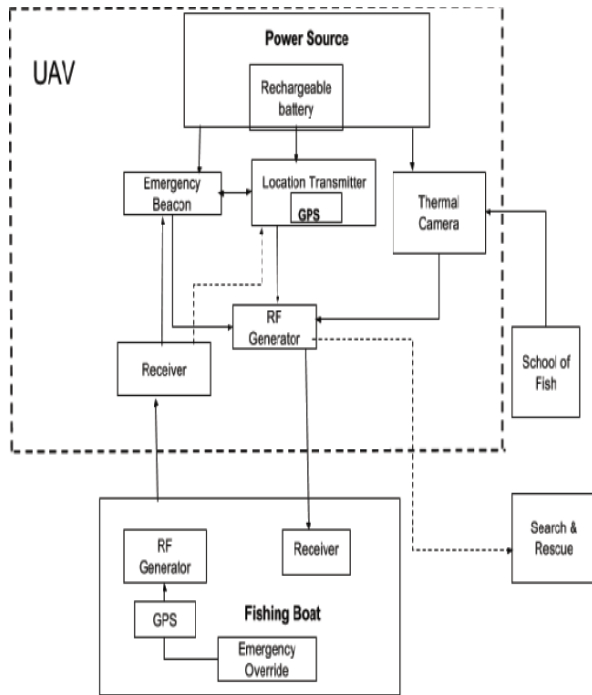 Power Source
UAV
Rechargeable
battery
Emergency
Beacon
Location Transmitter
GPS
Thermal
Camera
RF
Generator
Receiver
School of
Fish
RF
Generator
Receiver
Search &
Rescue
GPS
Fishing Boat
Emergency
Override